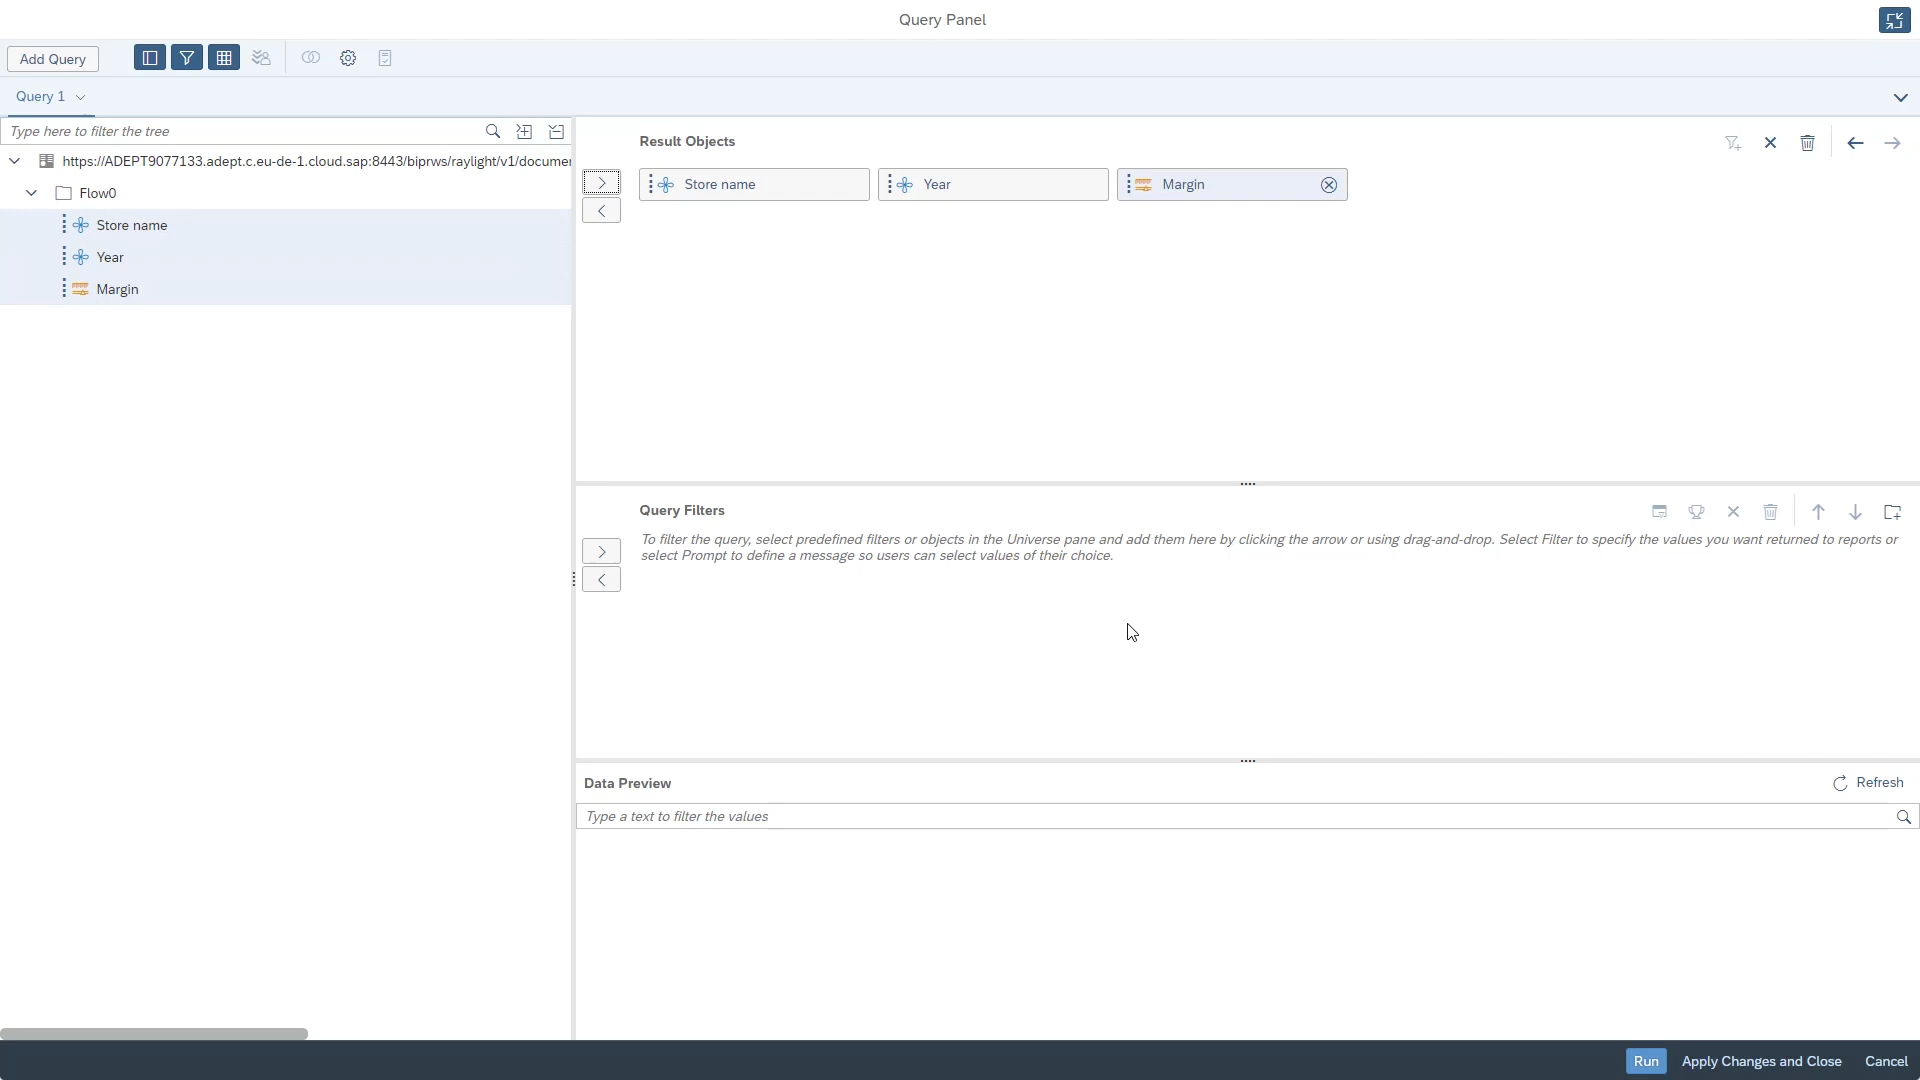 Query Panel
Add Query
Query 1
Type here to filter the tree
https://ADEPT9077133.adept.c.eu-de-1.cloud.sap:8443/biprws/raylight/v1/documen
Flow0
Store name
Year
Margin
Result Objects
Store name
Year
Margin
Query Filters
To filter the query, select predefined filters or objects in the Universe pane and add them here by clicking the arrow or using drag-and-drop. Select Filter to specify the values you want returned to reports or
select Prompt to define a message so users can select values of their choice.
Data Preview
Refresh
Type a text to filter the values
Run
Apply Changes and Close
Cancel